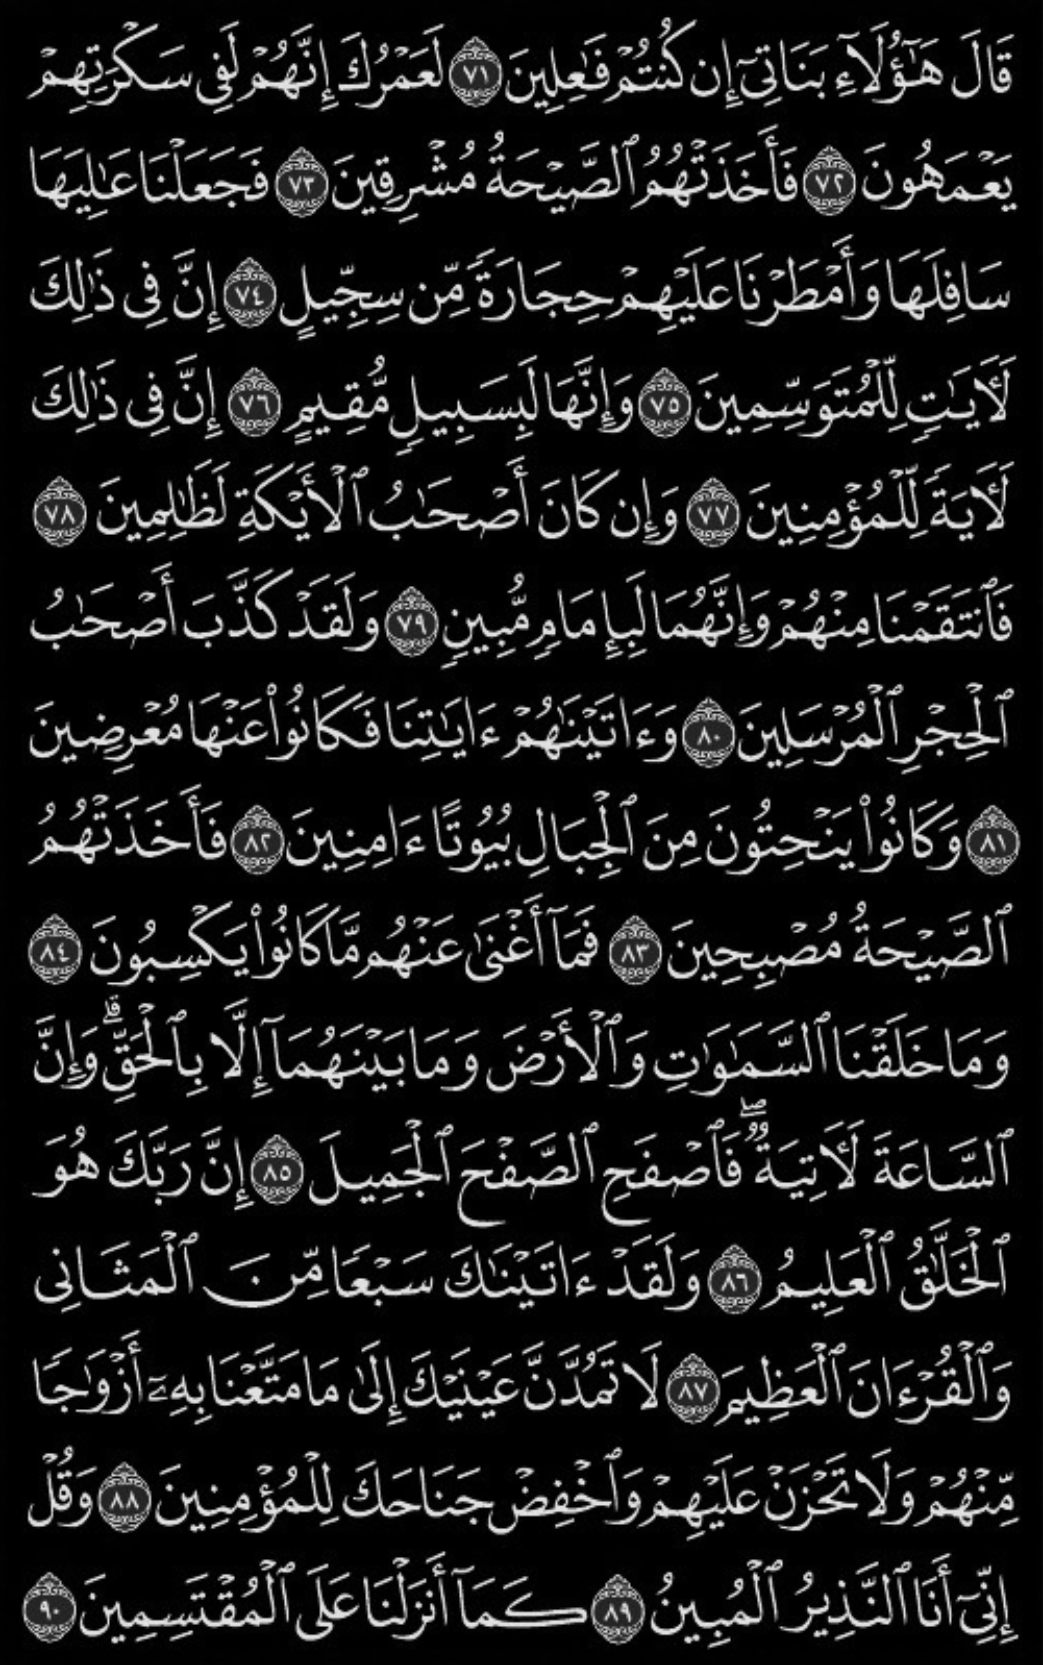 قَالَ هَٰٓؤُلَآءِ بَنَاتِيٓ إِن كُنتُمۡ فَٰعِلِينَ ٧١ لَعَمۡرُكَ إِنَّهُمۡ لَفِي سَكۡرَتِهِمۡ
يَعۡمَهُونَ ٧٢ فَأَخَذَتۡهُمُ ٱلصَّيۡحَةُ مُشۡرِقِينَ ٧٣ فَجَعَلۡنَا عَٰلِيَهَا
سَافِلَهَا وَأَمۡطَرۡنَا عَلَيۡهِمۡ حِجَارَةٗ مِّن سِجِّيلٍ ٧٤ إِنَّ فِي ذَٰلِكَ
لَأٓيَٰتٖ لِّلۡمُتَوَسِّمِينَ ٧٥ وَإِنَّهَا لَبِسَبِيلٖ مُّقِيمٍ ٧٦ إِنَّ فِي ذَٰلِكَ
لَأٓيَةٗ لِّلۡمُؤۡمِنِينَ ٧٧ وَإِن كَانَ أَصۡحَٰبُ ٱلۡأَيۡكَةِ لَظَٰلِمِينَ ٧٨
فَٱنتَقَمۡنَا مِنۡهُمۡ وَإِنَّهُمَا لَبِإِمَامٖ مُّبِينٖ ٧٩ وَلَقَدۡ كَذَّبَ أَصۡحَٰبُ
ٱلۡحِجۡرِ ٱلۡمُرۡسَلِينَ ٨٠ وَءَاتَيۡنَٰهُمۡ ءَايَٰتِنَا فَكَانُواْ عَنۡهَا مُعۡرِضِينَ
٨١ وَكَانُواْ يَنۡحِتُونَ مِنَ ٱلۡجِبَالِ بُيُوتًا ءَامِنِينَ ٨٢ فَأَخَذَتۡهُمُ
ٱلصَّيۡحَةُ مُصۡبِحِينَ ٨٣ فَمَآ أَغۡنَىٰ عَنۡهُم مَّا كَانُواْ يَكۡسِبُونَ ٨٤
وَمَا خَلَقۡنَا ٱلسَّمَٰوَٰتِ وَٱلۡأَرۡضَ وَمَا بَيۡنَهُمَآ إِلَّا بِٱلۡحَقِّۗ وَإِنَّ
ٱلسَّاعَةَ لَأٓتِيَةٞۖ فَٱصۡفَحِ ٱلصَّفۡحَ ٱلۡجَمِيلَ ٨٥ إِنَّ رَبَّكَ هُوَ
ٱلۡخَلَّٰقُ ٱلۡعَلِيمُ ٨٦ وَلَقَدۡ ءَاتَيۡنَٰكَ سَبۡعٗا مِّنَ ٱلۡمَثَانِي
وَٱلۡقُرۡءَانَ ٱلۡعَظِيمَ ٨٧ لَا تَمُدَّنَّ عَيۡنَيۡكَ إِلَىٰ مَا مَتَّعۡنَا بِهِۦٓ أَزۡوَٰجٗا
مِّنۡهُمۡ وَلَا تَحۡزَنۡ عَلَيۡهِمۡ وَٱخۡفِضۡ جَنَاحَكَ لِلۡمُؤۡمِنِينَ ٨٨ وَقُلۡ
إِنِّيٓ أَنَا ٱلنَّذِيرُ ٱلۡمُبِينُ ٨٩ كَمَآ أَنزَلۡنَا عَلَى ٱلۡمُقۡتَسِمِينَ ٩٠